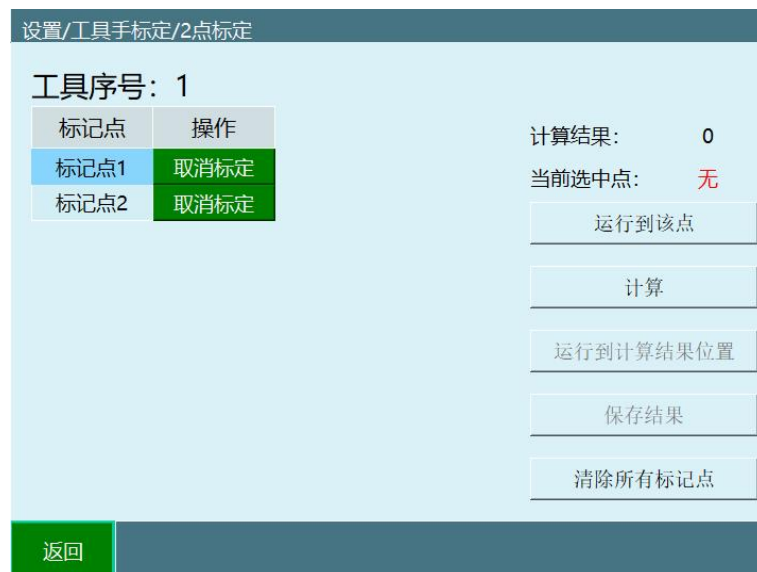 设置/工具手标定/2点标定
工具序号：1
标记点 操作
标记点1 取消标定
标记点2 取消标定
计算结果： 0
当前选中点： 无
运行到该点
计算
运行到计算结果位置
保存结果
清除所有标记点
返回